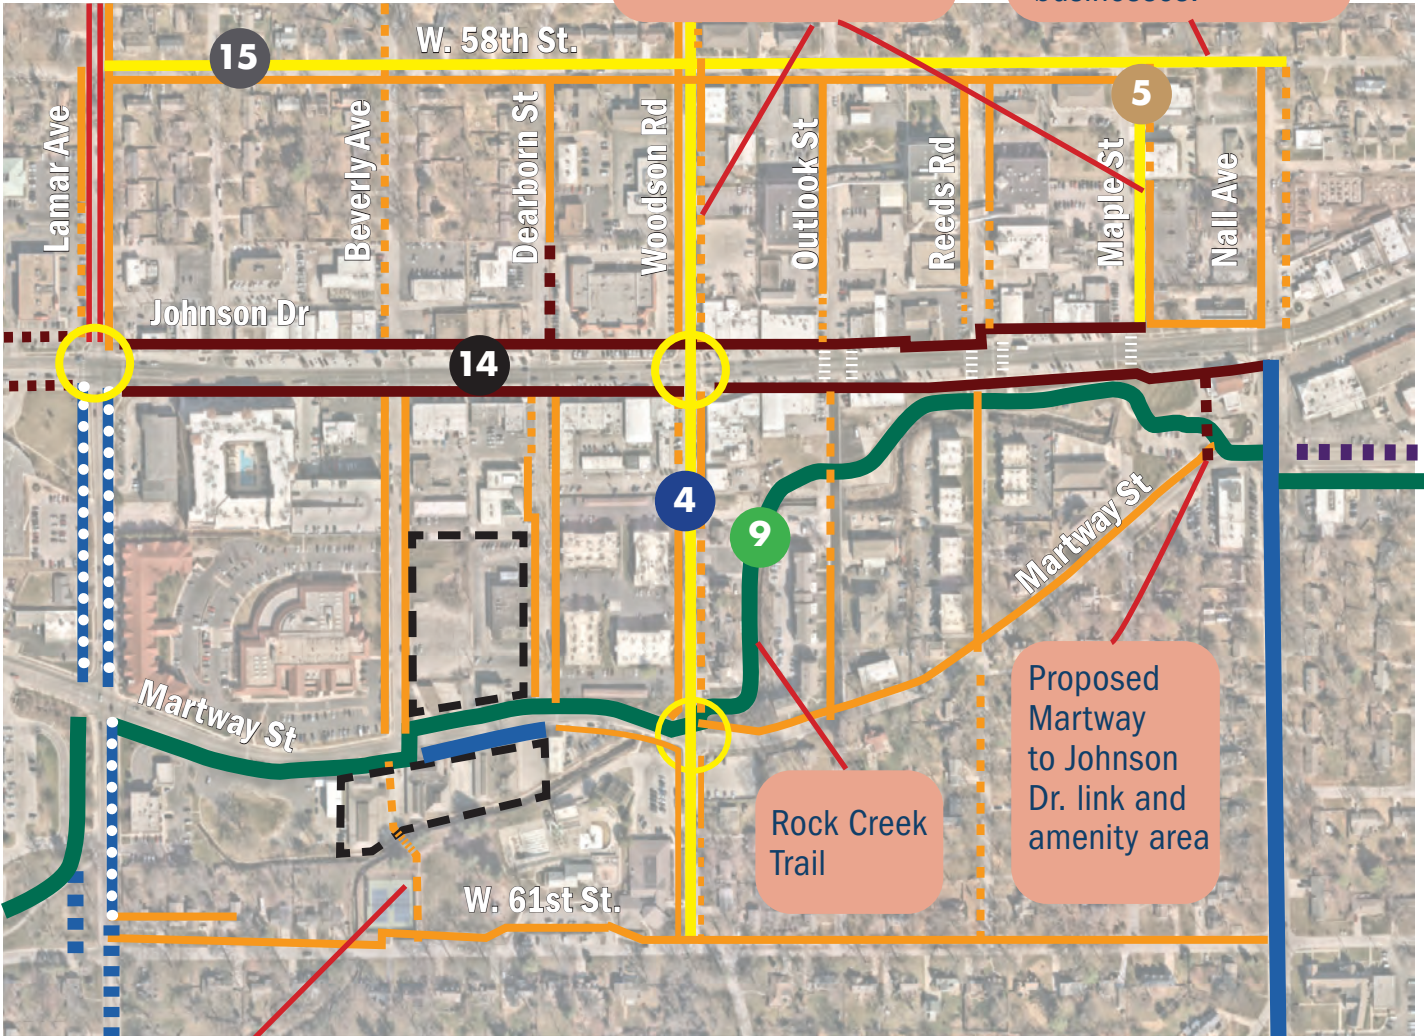 businesses.
W. 58th St.
15
5
Lamar Ave
Beverly Ave
Dearborn St
Woodson Rd
Outlook St
Reeds Rd
Maple St
Nall Ave
Johnson Dr
14
4
9
Martway St
Martway St
Proposed
Martway
to Johnson
Dr. link and
amenity area
Rock Creek
Trail
W. 61st St.